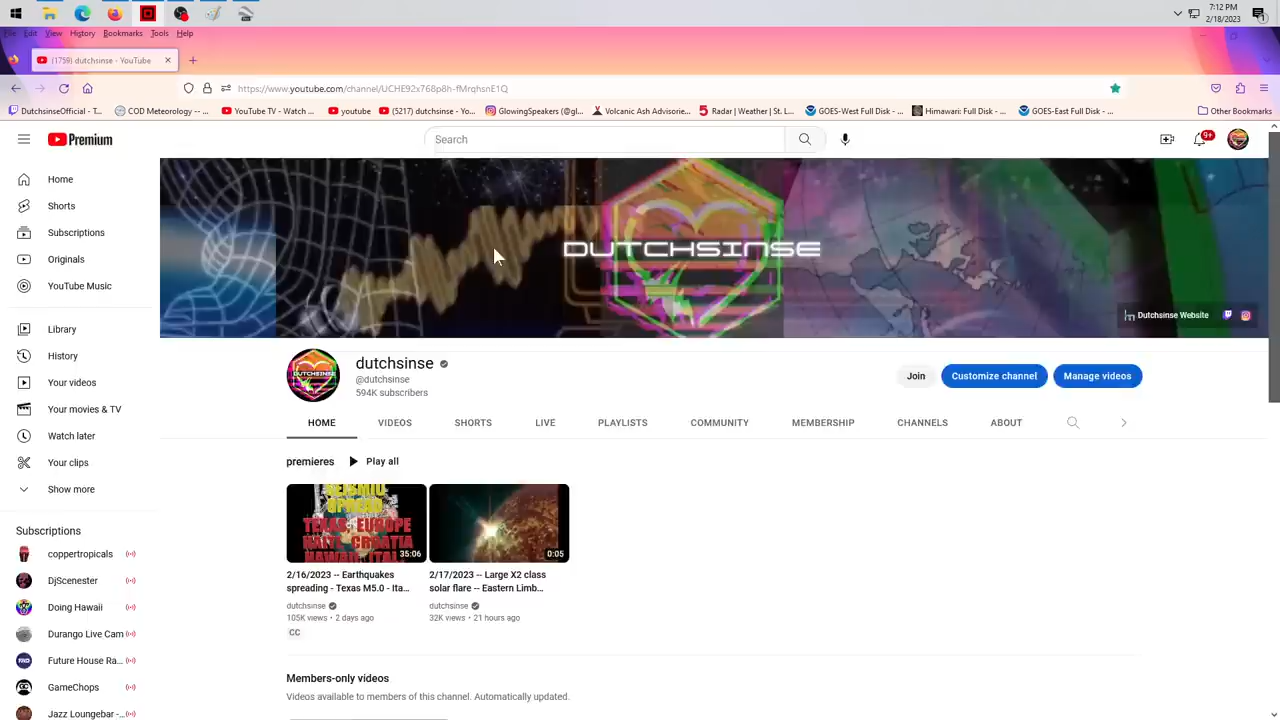 7:12 PM
2/18/2023
File Edit View History Bookmarks Tools Help
(1759) dutchsinse - YouTube
https://www.youtube.com/channel/UCHE92x768p8h-fMrqhsnE1Q
DutchsinseOfficial - T... COD Meteorology -- ... YouTube TV - Watch ... youtube (5217) dutchsinse - Yo... GlowingSpeakers (@gl... Volcanic Ash Advisorie... Radar | Weather | St. L... GOES-West Full Disk - ... Himawari: Full Disk - ... GOES-East Full Disk - ... Other Bookmarks
Premium
Search
9+
Home
Shorts
Subscriptions
Originals
YouTube Music
Library
History
Your videos
Your movies & TV
Watch later
Your clips
Show more
Subscriptions
coppertropicals
DjScenester
Doing Hawaii
Durango Live Cam
Future House Ra...
GameChops
Jazz Loungebar -...
DUTCHSINSE
Dutchsinse Website
dutchsinse
@dutchsinse
594K subscribers
Join
Customize channel
Manage videos
HOME VIDEOS SHORTS LIVE PLAYLISTS COMMUNITY MEMBERSHIP CHANNELS ABOUT
premieres Play all
SEISMIC
SPREAD
TEXAS, EUROPE
HAITI, CROATIA
HAWAII, ITAL
35:06
2/16/2023 -- Earthquakes
spreading - Texas M5.0 - Ita...
dutchsinse
105K views • 2 days ago
CC
0:05
2/17/2023 -- Large X2 class
solar flare -- Eastern Limb...
dutchsinse
32K views • 21 hours ago
Members-only videos
Videos available to members of this channel. Automatically updated.